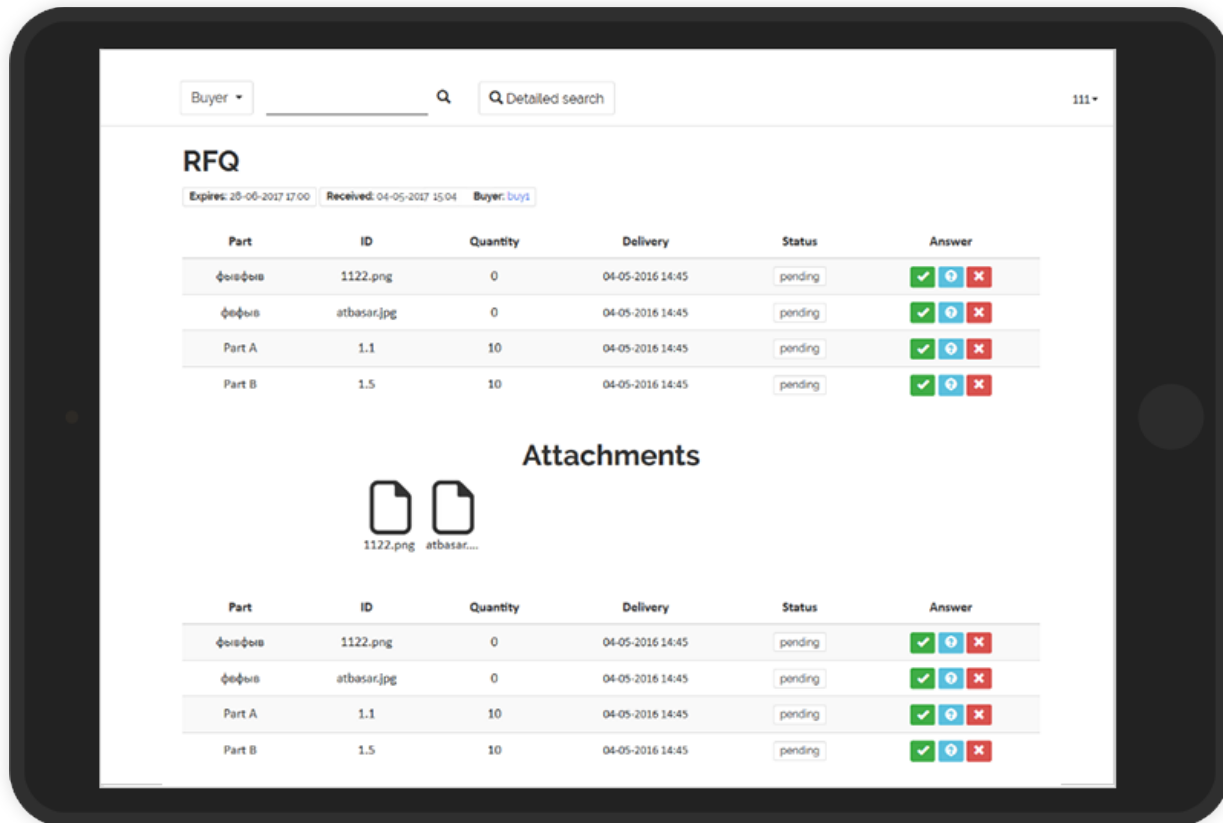 Buyer Detailed search 111
RFQ
Expires: 28-06-2017 17:00 Received: 04-05-2017 15:04 Buyer: buy1
Part ID Quantity Delivery Status Answer
фывфыв 1122.png 0 04-05-2016 14:45 pending
фвфыв atbasar.jpg 0 04-05-2016 14:45 pending
Part A 1.1 10 04-05-2016 14:45 pending
Part B 1.5 10 04-05-2016 14:45 pending
Attachments
1122.png atbasar....
Part ID Quantity Delivery Status Answer
фывфыв 1122.png 0 04-05-2016 14:45 pending
фвфыв atbasar.jpg 0 04-05-2016 14:45 pending
Part A 1.1 10 04-05-2016 14:45 pending
Part B 1.5 10 04-05-2016 14:45 pending